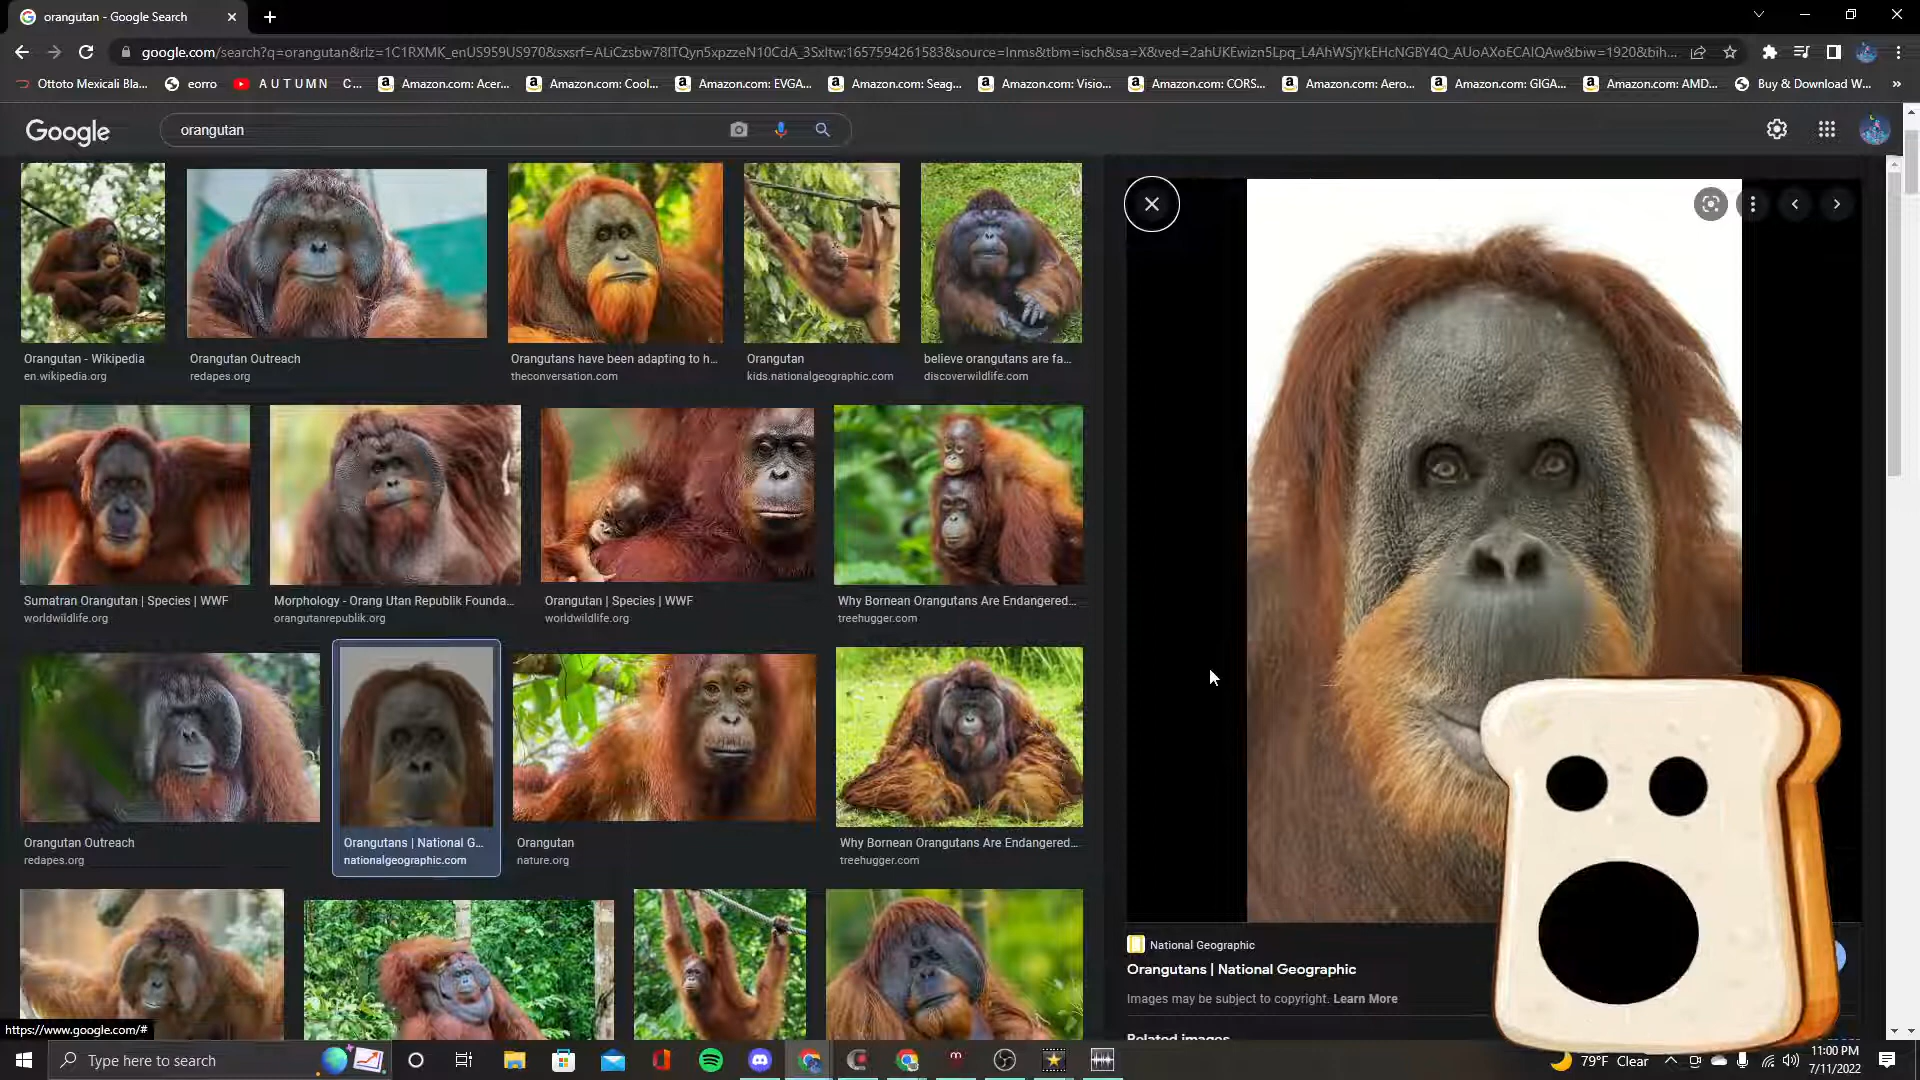 orangutan - Google Search
google.com/search?q=orangutan&rlz=1C1RXMK_enUS959US970&sxsrf=ALiCzsbw78lTQyn5xpzzeN10CdA_3Sxltw:1657594261583&source=lnms&tbm=isch&sa=X&ved=2ahUKEwizn5Lpq_L4AhWSjYkEHcNGBY4Q_AUoAXoECAIQAw&biw=1920&bih...
Ottoto Mexicali Bla...
eorro
A U T U M N C...
Amazon.com: Acer...
Amazon.com: Cool...
Amazon.com: EVGA...
Amazon.com: Seag...
Amazon.com: Visio...
Amazon.com: CORS...
Amazon.com: Aero...
Amazon.com: GIGA...
Amazon.com: AMD...
Buy & Download W...
Google
orangutan
Orangutan - Wikipedia
en.wikipedia.org
Orangutan Outreach
redapes.org
Orangutans have been adapting to h...
theconversation.com
Orangutan
kids.nationalgeographic.com
believe orangutans are fa...
discoverwildlife.com
Sumatran Orangutan | Species | WWF
worldwildlife.org
Morphology - Orang Utan Republik Founda...
orangutanrepublik.org
Orangutan | Species | WWF
worldwildlife.org
Why Bornean Orangutans Are Endangered...
treehugger.com
Orangutan Outreach
redapes.org
Orangutans | National G...
nationalgeographic.com
Orangutan
nature.org
Why Bornean Orangutans Are Endangered...
treehugger.com
National Geographic
Orangutans | National Geographic
Images may be subject to copyright. Learn More
Related images
https://www.google.com/#
Type here to search
79°F Clear
11:00 PM
7/11/2022